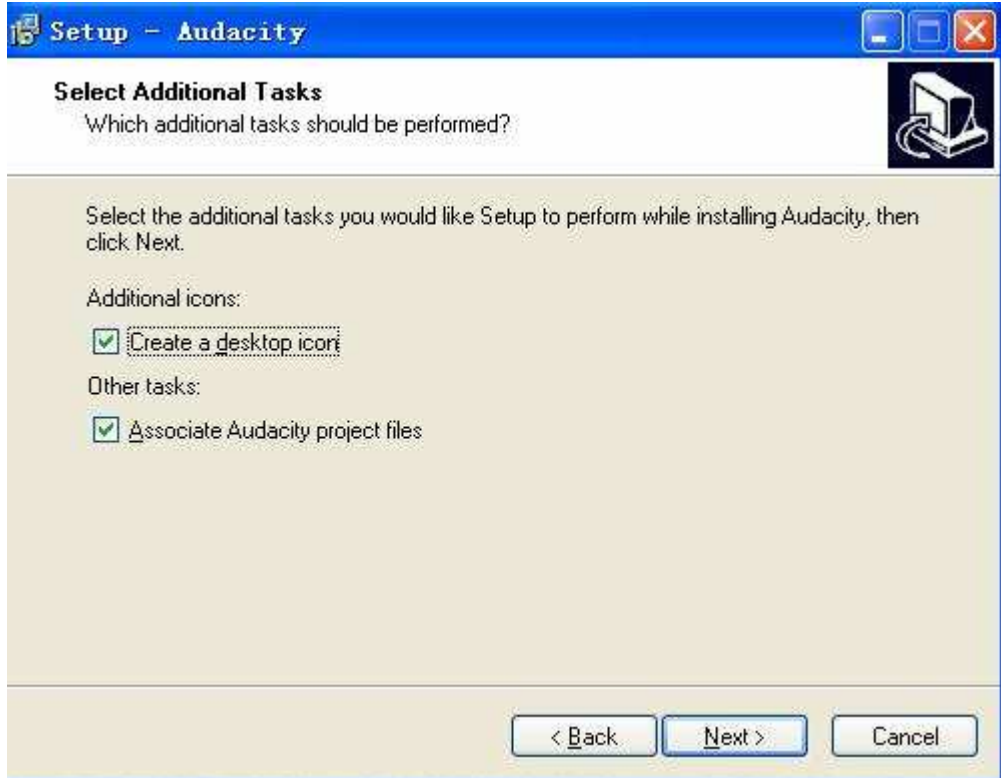 Setup - Audacity
Select Additional Tasks
Which additional tasks should be performed?
Select the additional tasks you would like Setup to perform while installing Audacity, then
click Next.
Additional icons:
Create a desktop icon
Other tasks:
Associate Audacity project files
< Back
Next >
Cancel